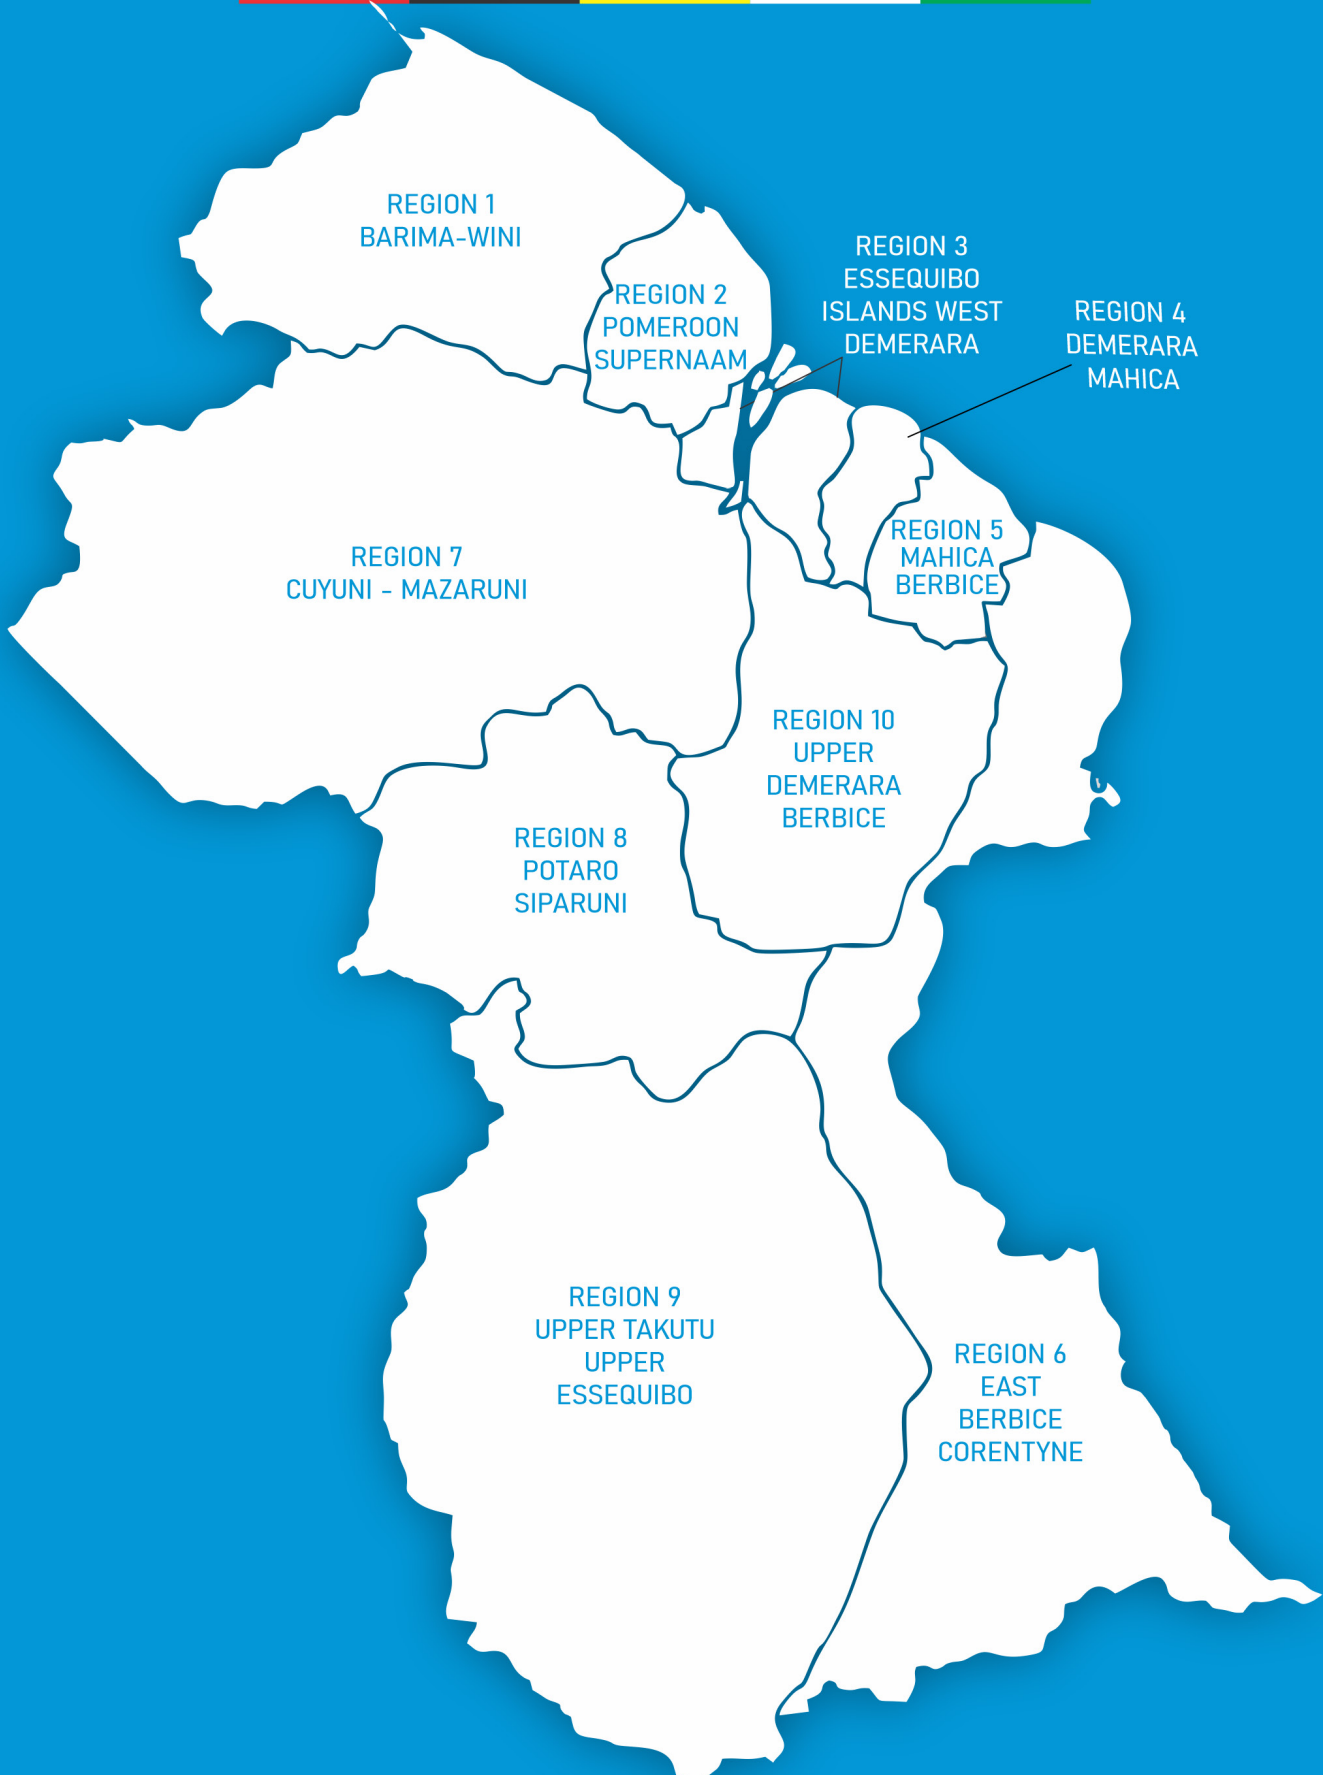 REGION 1
BARIMA-WINI
REGION 2
POMEROON
SUPERNAAM
REGION 3
ESSEQUIBO
ISLANDS WEST
DEMERARA
REGION 4
DEMERARA
MAHICA
REGION 5
MAHICA
BERBICE
REGION 7
CUYUNI - MAZARUNI
REGION 10
UPPER
DEMERARA
BERBICE
REGION 8
POTARO
SIPARUNI
REGION 9
UPPER TAKUTU
UPPER
ESSEQUIBO
REGION 6
EAST
BERBICE
CORENTYNE